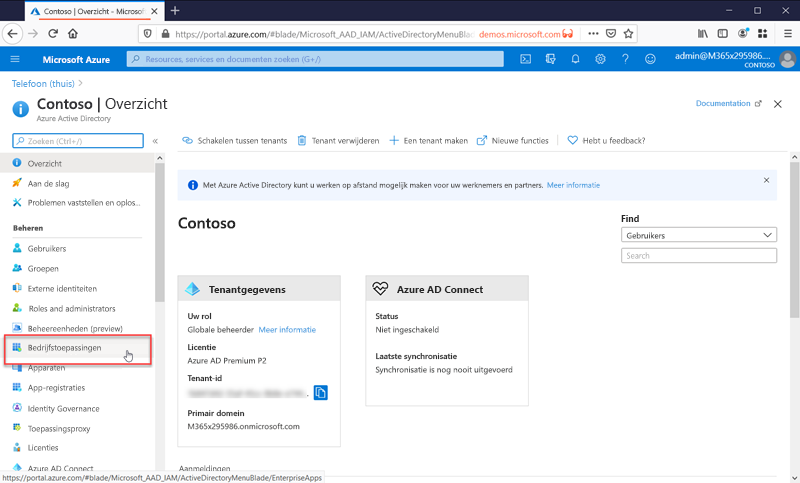 Contoso | Overzicht - Microsof
https://portal.azure.com/#blade/Microsoft_AAD_IAM/ActiveDirectoryMenuBlade/
demos.microsoft.com
Microsoft Azure
Resources, services en documenten zoeken (G+/)
admin@M365x295986....
CONTOSO
Telefoon (thuis)
Contoso | Overzicht
Azure Active Directory
Documentation
Zoeken (Ctrl+/)
Schakelen tussen tenants
Tenant verwijderen
Een tenant maken
Nieuwe functies
Hebt u feedback?
Overzicht
Aan de slag
Problemen vaststellen en oplos...
Beheren
Gebruikers
Groepen
Externe identiteiten
Roles and administrators
Beheereenheden (preview)
Bedrijfstoepassingen
Apparaten
App-registraties
Identity Governance
Toepassingsproxy
Licenties
Azure AD Connect
Met Azure Active Directory kunt u werken op afstand mogelijk maken voor uw werknemers en partners. Meer informatie
Contoso
Find
Gebruikers
Search
Tenantgegevens
Uw rol
Globale beheerder Meer informatie
Licentie
Azure AD Premium P2
Tenant-id
Primair domein
M365x295986.onmicrosoft.com
Azure AD Connect
Status
Niet ingeschakeld
Laatste synchronisatie
Synchronisatie is nog nooit uitgevoerd
Aanmeldingen
https://portal.azure.com/#blade/Microsoft_AAD_IAM/ActiveDirectoryMenuBlade/EnterpriseApps